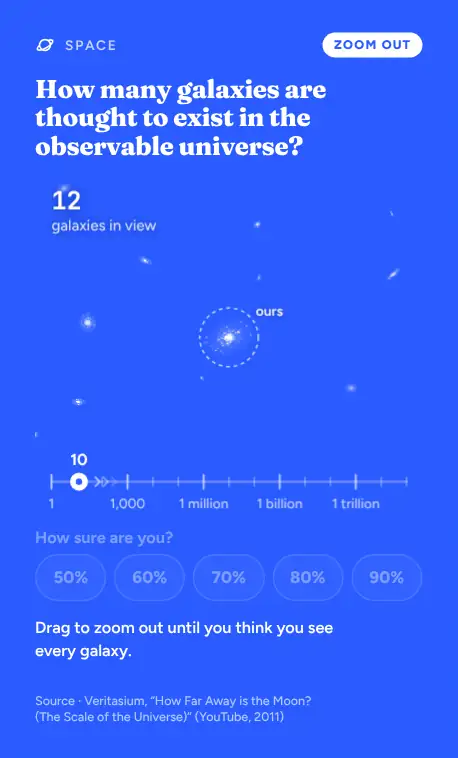 SPACE
ZOOM OUT
How many galaxies are
thought to exist in the
observable universe?
12
galaxies in view
ours
10
1 1,000 1 million 1 billion 1 trillion
How sure are you?
50% 60% 70% 80% 90%
Drag to zoom out until you think you see
every galaxy.
Source · Veritasium, “How Far Away is the Moon?
(The Scale of the Universe)” (YouTube, 2011)